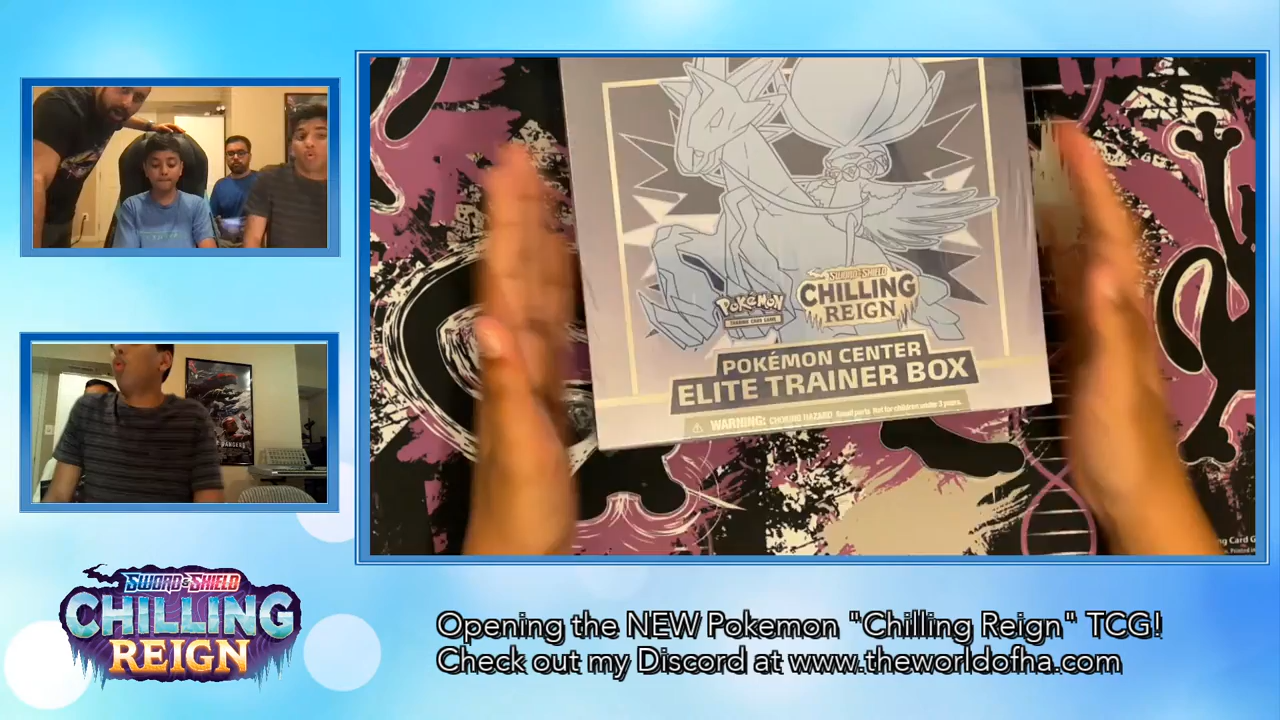 POKéMON
TRADING CARD GAME
SWORD & SHIELD
CHILLING
REIGN
POKÉMON CENTER
ELITE TRAINER BOX
WARNING: CHOKING HAZARD Small parts Not for children under 3 years.
SWORD & SHIELD
CHILLING
REIGN
Opening the NEW Pokemon "Chilling Reign" TCG!
Check out my Discord at www.theworldofha.com